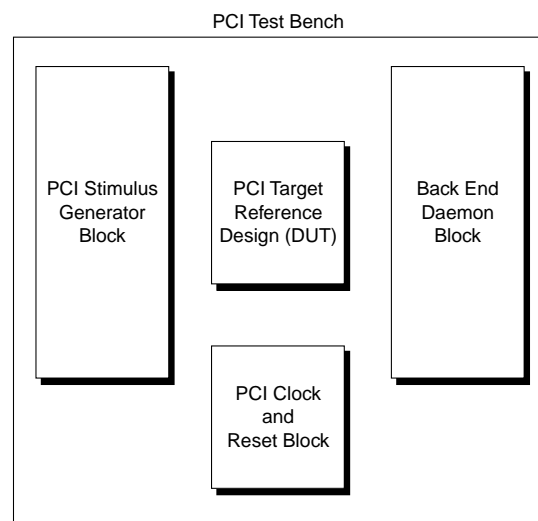 PCI Test Bench
PCI Stimulus
Generator
Block
PCI Target
Reference
Design (DUT)
Back End
Daemon
Block
PCI Clock
and
Reset Block